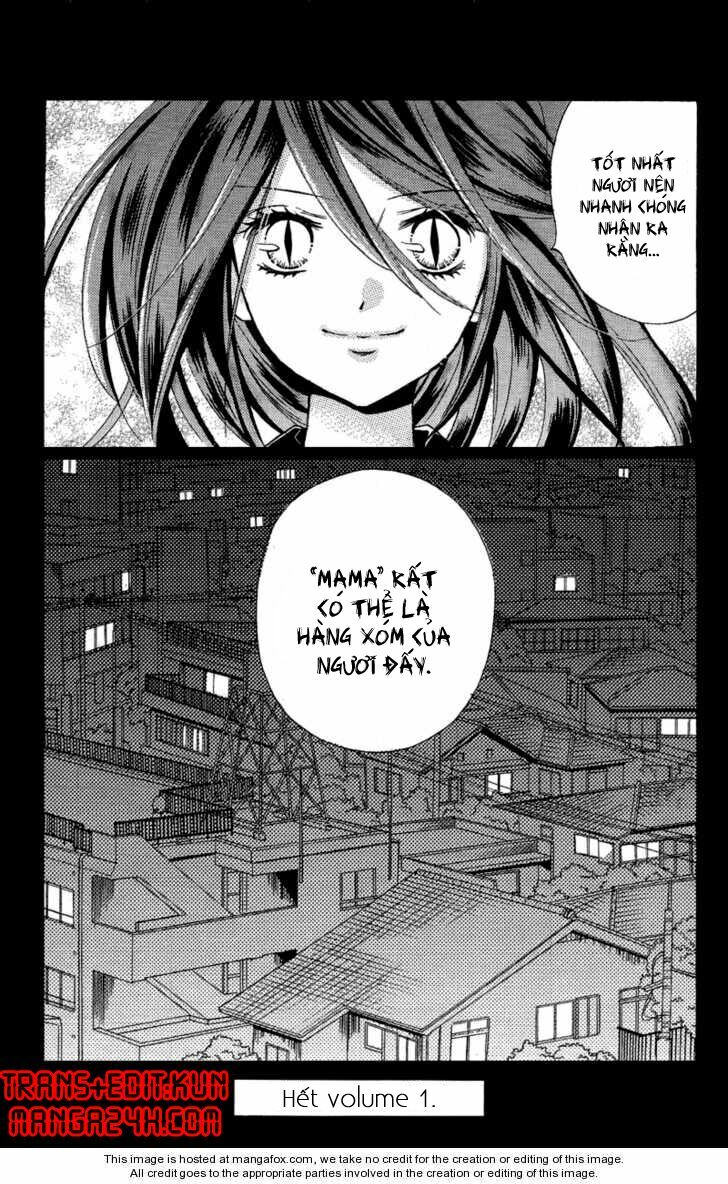 TỐT NHẤT
NGƯƠI NÊN
NHANH CHÓNG
NHẬN RA
RẰNG...
"MAMA" RẤT
CÓ THỂ LÀ
HÀNG XÓM CỦA
NGƯƠI ĐẤY.
TRANS+EDIT:KUN
MANGA24H.COM
Hết volume 1.
This image is hosted at mangafox.com, we take no credit for the creation or editing of this image.
All credit goes to the appropriate parties involved in the creation or editing of this image.